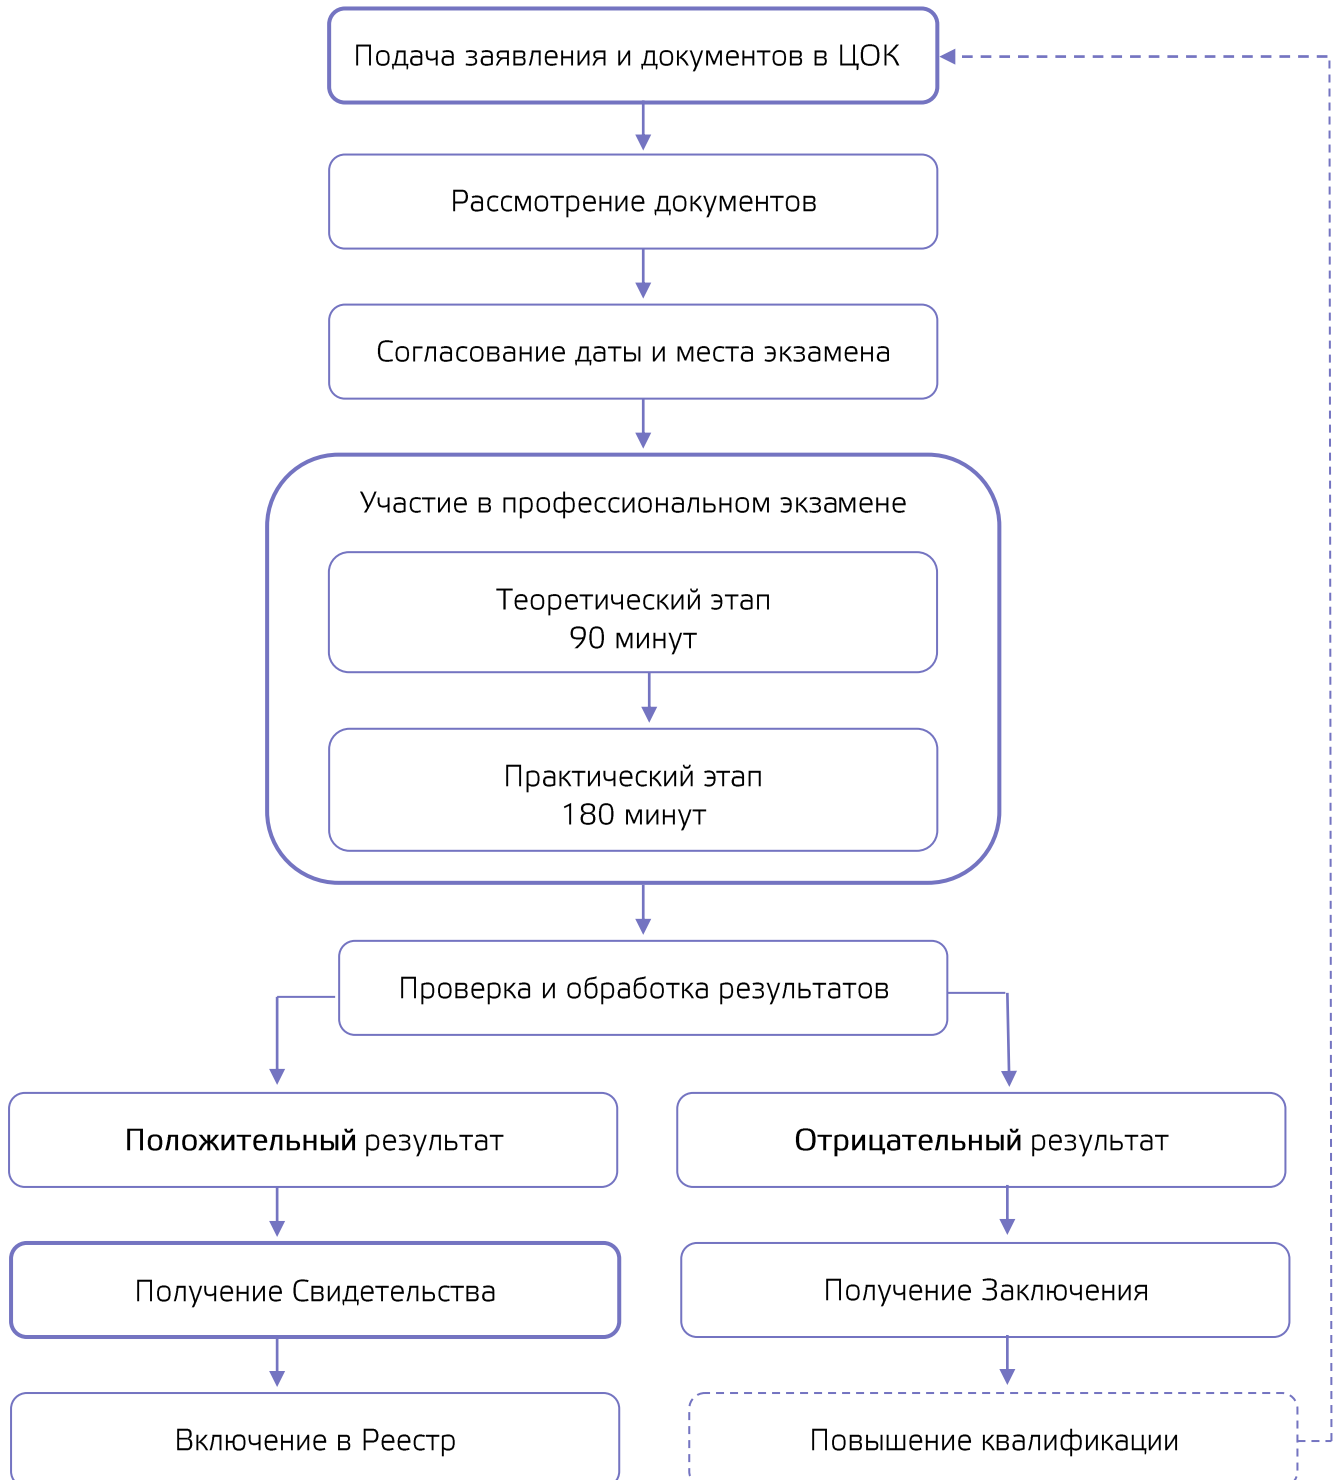 Подача заявления и документов в ЦОК
Рассмотрение документов
Согласование даты и места экзамена
Участие в профессиональном экзамене
Теоретический этап
90 минут
Практический этап
180 минут
Проверка и обработка результатов
Положительный результат
Отрицательный результат
Получение Свидетельства
Получение Заключения
Включение в Реестр
Повышение квалификации